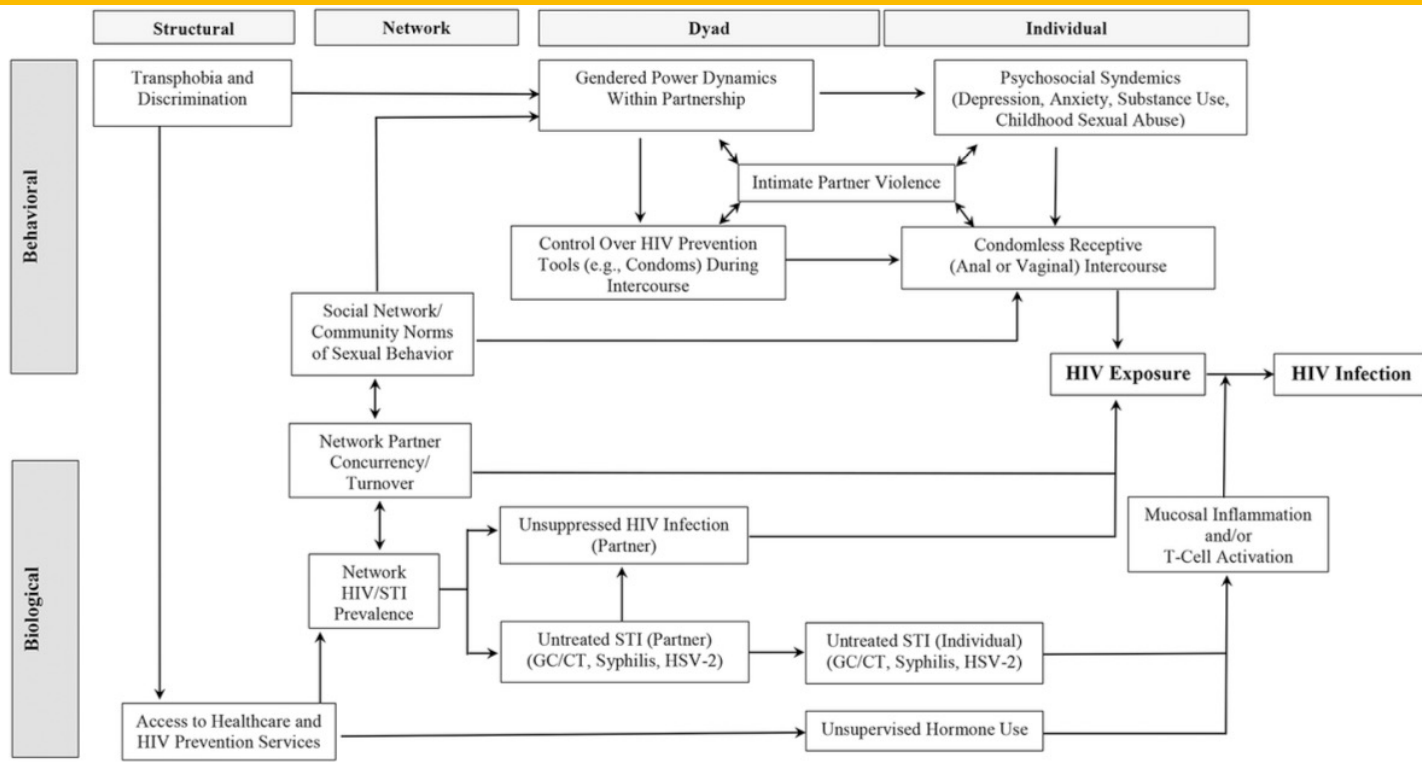 Structural
Network
Dyad
Individual
Behavioral
Transphobia and
Discrimination
Gendered Power Dynamics
Within Partnership
Psychosocial Syndemics
(Depression, Anxiety, Substance Use,
Childhood Sexual Abuse)
Intimate Partner Violence
Control Over HIV Prevention
Tools (e.g., Condoms) During
Intercourse
Condomless Receptive
(Anal or Vaginal) Intercourse
Social Network/
Community Norms
of Sexual Behavior
HIV Exposure
HIV Infection
Network Partner
Concurrency/
Turnover
Biological
Unsuppressed HIV Infection
(Partner)
Mucosal Inflammation
and/or
T-Cell Activation
Network
HIV/STI
Prevalence
Untreated STI (Partner)
(GC/CT, Syphilis, HSV-2)
Untreated STI (Individual)
(GC/CT, Syphilis, HSV-2)
Access to Healthcare and
HIV Prevention Services
Unsupervised Hormone Use